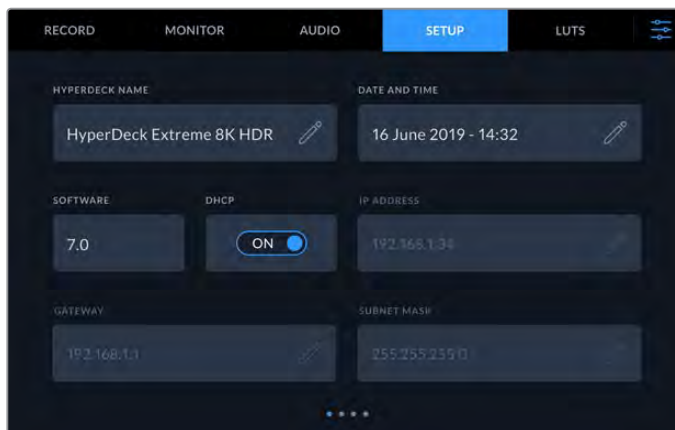 RECORD MONITOR AUDIO SETUP LUTS
HYPERDECK NAME DATE AND TIME
HyperDeck Extreme 8K HDR 16 June 2019 - 14:32
SOFTWARE DHCP IP ADDRESS
7.0 ON 192.168.1.34
GATEWAY SUBNET MASK
192.168.1.1 255.255.255.0